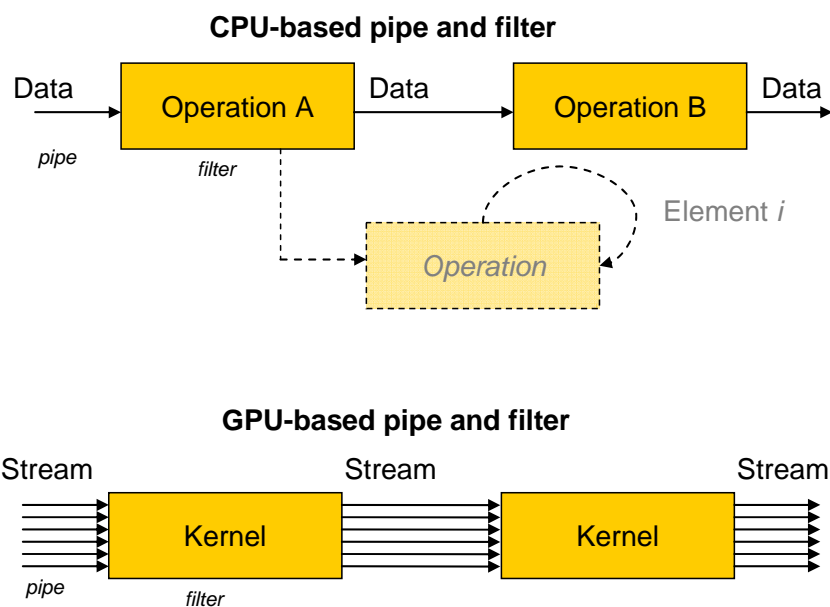 CPU-based pipe and filter
Data
Operation A
Data
Operation B
Data
pipe
filter
Element i
Operation
GPU-based pipe and filter
Stream
Stream
Stream
Kernel
Kernel
pipe
filter